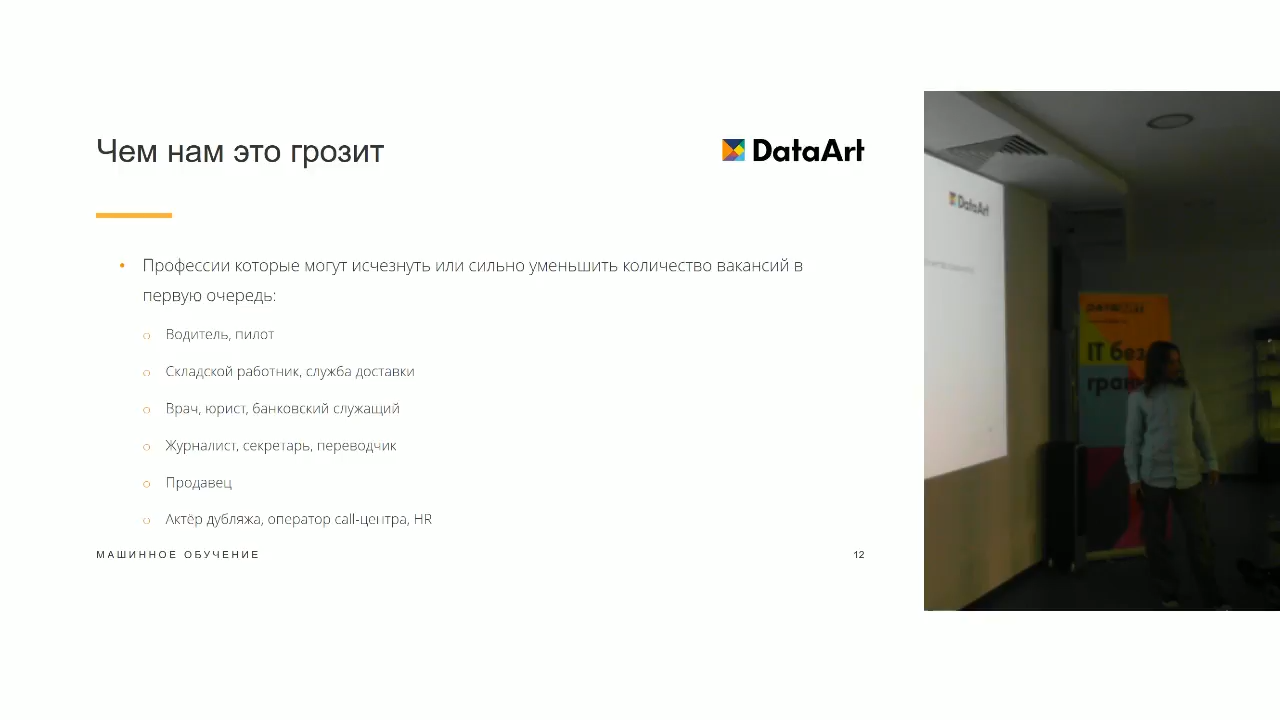 Чем нам это грозит
DataArt
Профессии которые могут исчезнуть или сильно уменьшить количество вакансий в
первую очередь:
Водитель, пилот
Складской работник, служба доставки
Врач, юрист, банковский служащий
Журналист, секретарь, переводчик
Продавец
Актёр дубляжа, оператор call-центра, HR
МАШИННОЕ ОБУЧЕНИЕ
12
DataArt
IT без